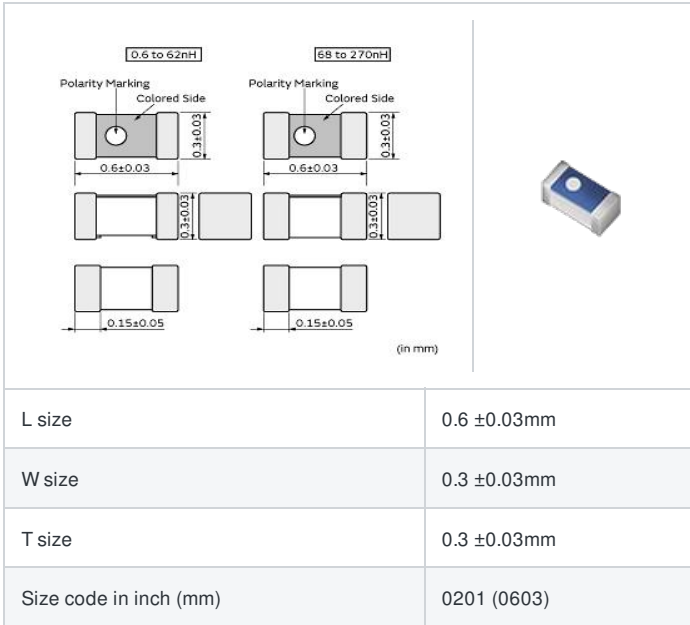 0.6 to 62nH
68 to 270nH
Polarity Marking
Colored Side
Polarity Marking
Colored Side
0.3±0.03
0.3±0.03
0.6±0.03
0.6±0.03
0.3±0.03
0.3±0.03
0.15±0.05
0.15±0.05
(in mm)
L size 0.6 ±0.03mm
W size 0.3 ±0.03mm
T size 0.3 ±0.03mm
Size code in inch (mm) 0201 (0603)